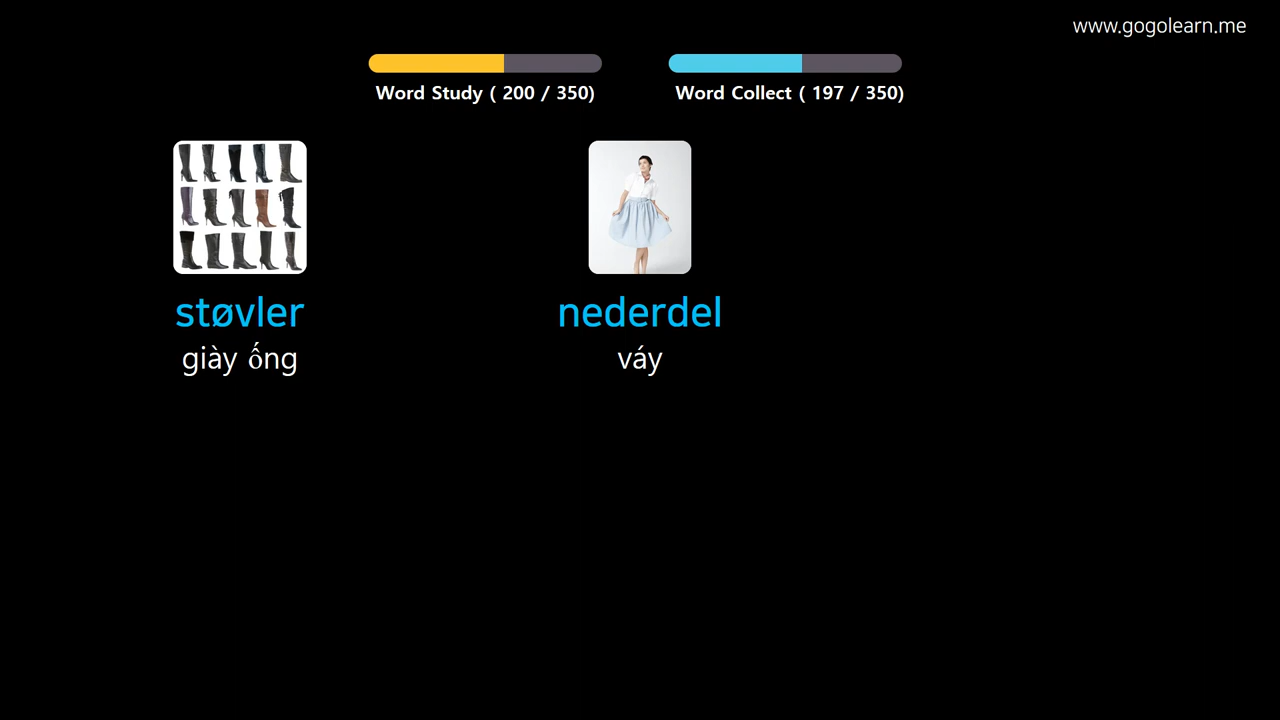 www.gogolearn.me
Word Study ( 200 / 350)
Word Collect ( 197 / 350)
støvler
nederdel
giày ống
váy